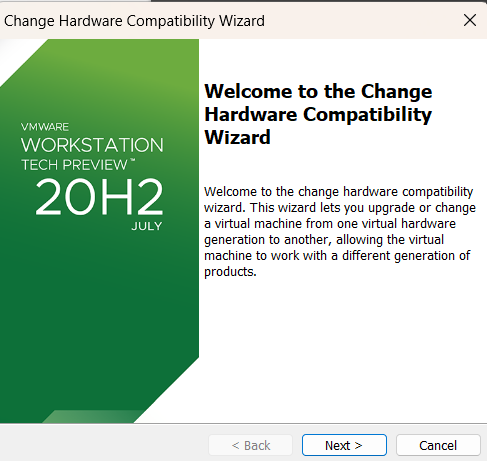 Change Hardware Compatibility Wizard
VMWARE
WORKSTATION
TECH PREVIEW™
20H2
JULY
Welcome to the Change
Hardware Compatibility
Wizard
Welcome to the change hardware compatibility
wizard. This wizard lets you upgrade or change
a virtual machine from one virtual hardware
generation to another, allowing the virtual
machine to work with a different generation of
products.
< Back
Next >
Cancel